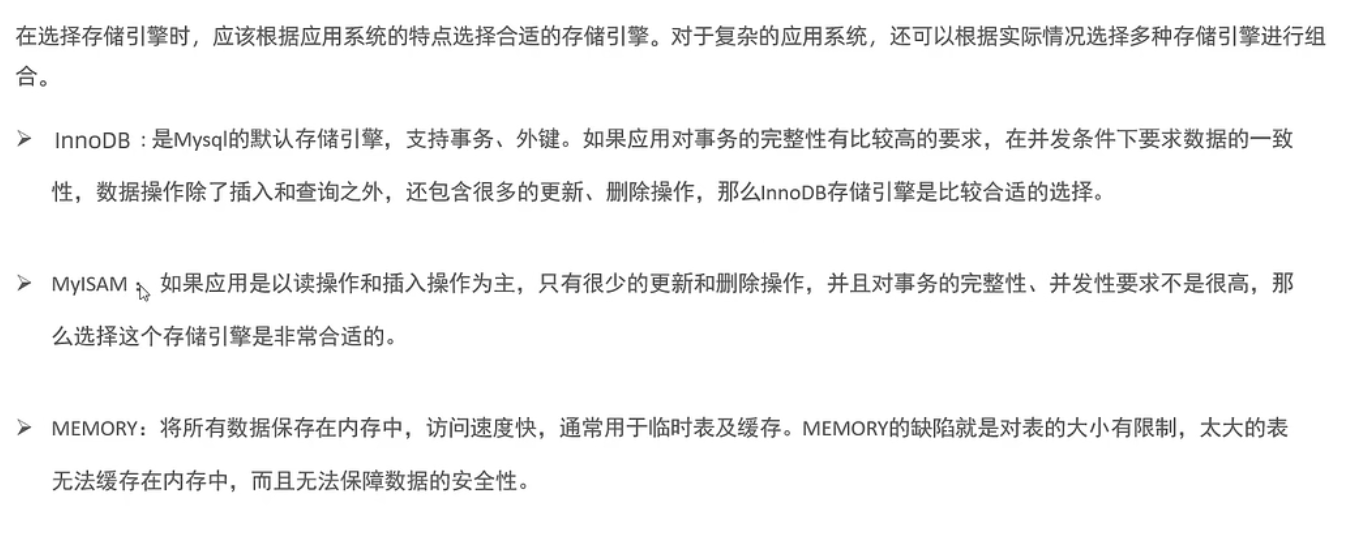 在选择存储引擎时，应该根据应用系统的特点选择合适的存储引擎。对于复杂的应用系统，还可以根据实际情况选择多种存储引擎进行组
合。
➢ InnoDB : 是Mysql的默认存储引擎，支持事务、外键。如果应用对事务的完整性有比较高的要求，在并发条件下要求数据的一致
性，数据操作除了插入和查询之外，还包含很多的更新、删除操作，那么InnoDB存储引擎是比较合适的选择。
➢ MyISAM : 如果应用是以读操作和插入操作为主，只有很少的更新和删除操作，并且对事务的完整性、并发性要求不是很高，那
么选择这个存储引擎是非常合适的。
➢ MEMORY：将所有数据保存在内存中，访问速度快，通常用于临时表及缓存。MEMORY的缺陷就是对表的大小有限制，太大的表
无法缓存在内存中，而且无法保障数据的安全性。